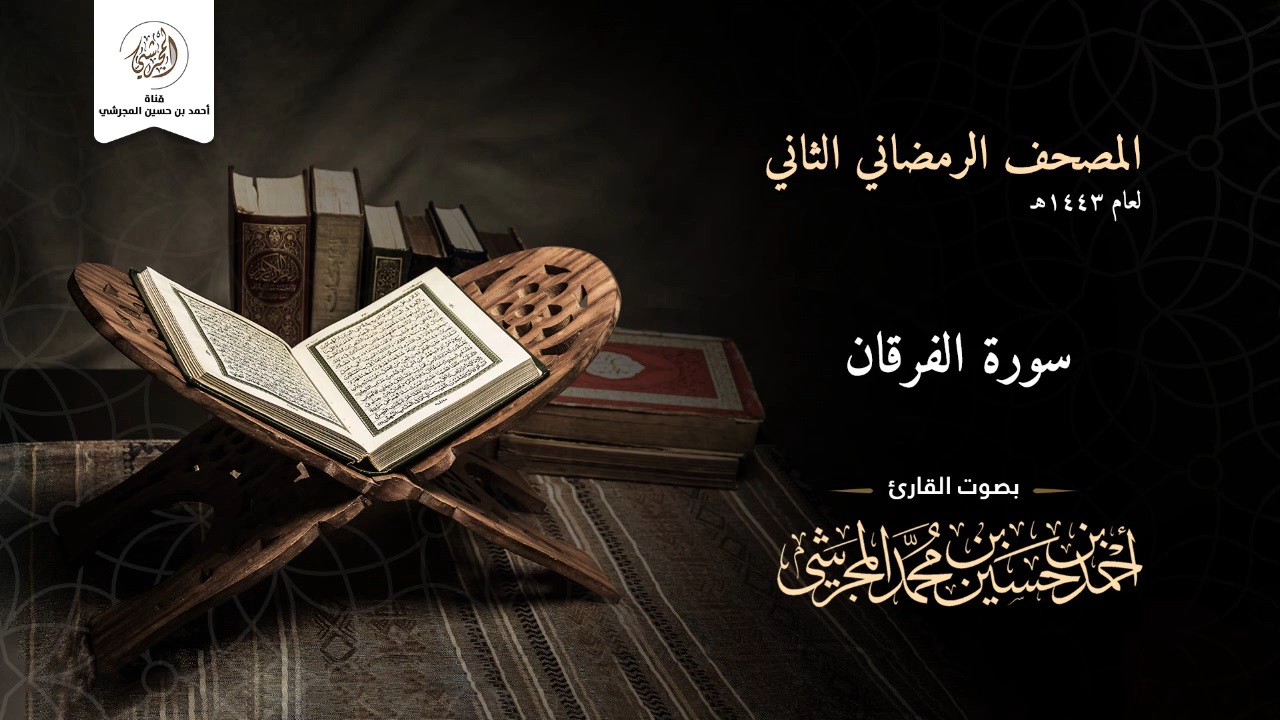 المجرشي
قناة
أحمد بن حسين المجرشي
المصحف الرمضاني الثاني
لعام ١٤٤٣هـ
سورة الفرقان
بصوت القارئ
أحمد بن حسين بن محمد المجرشي